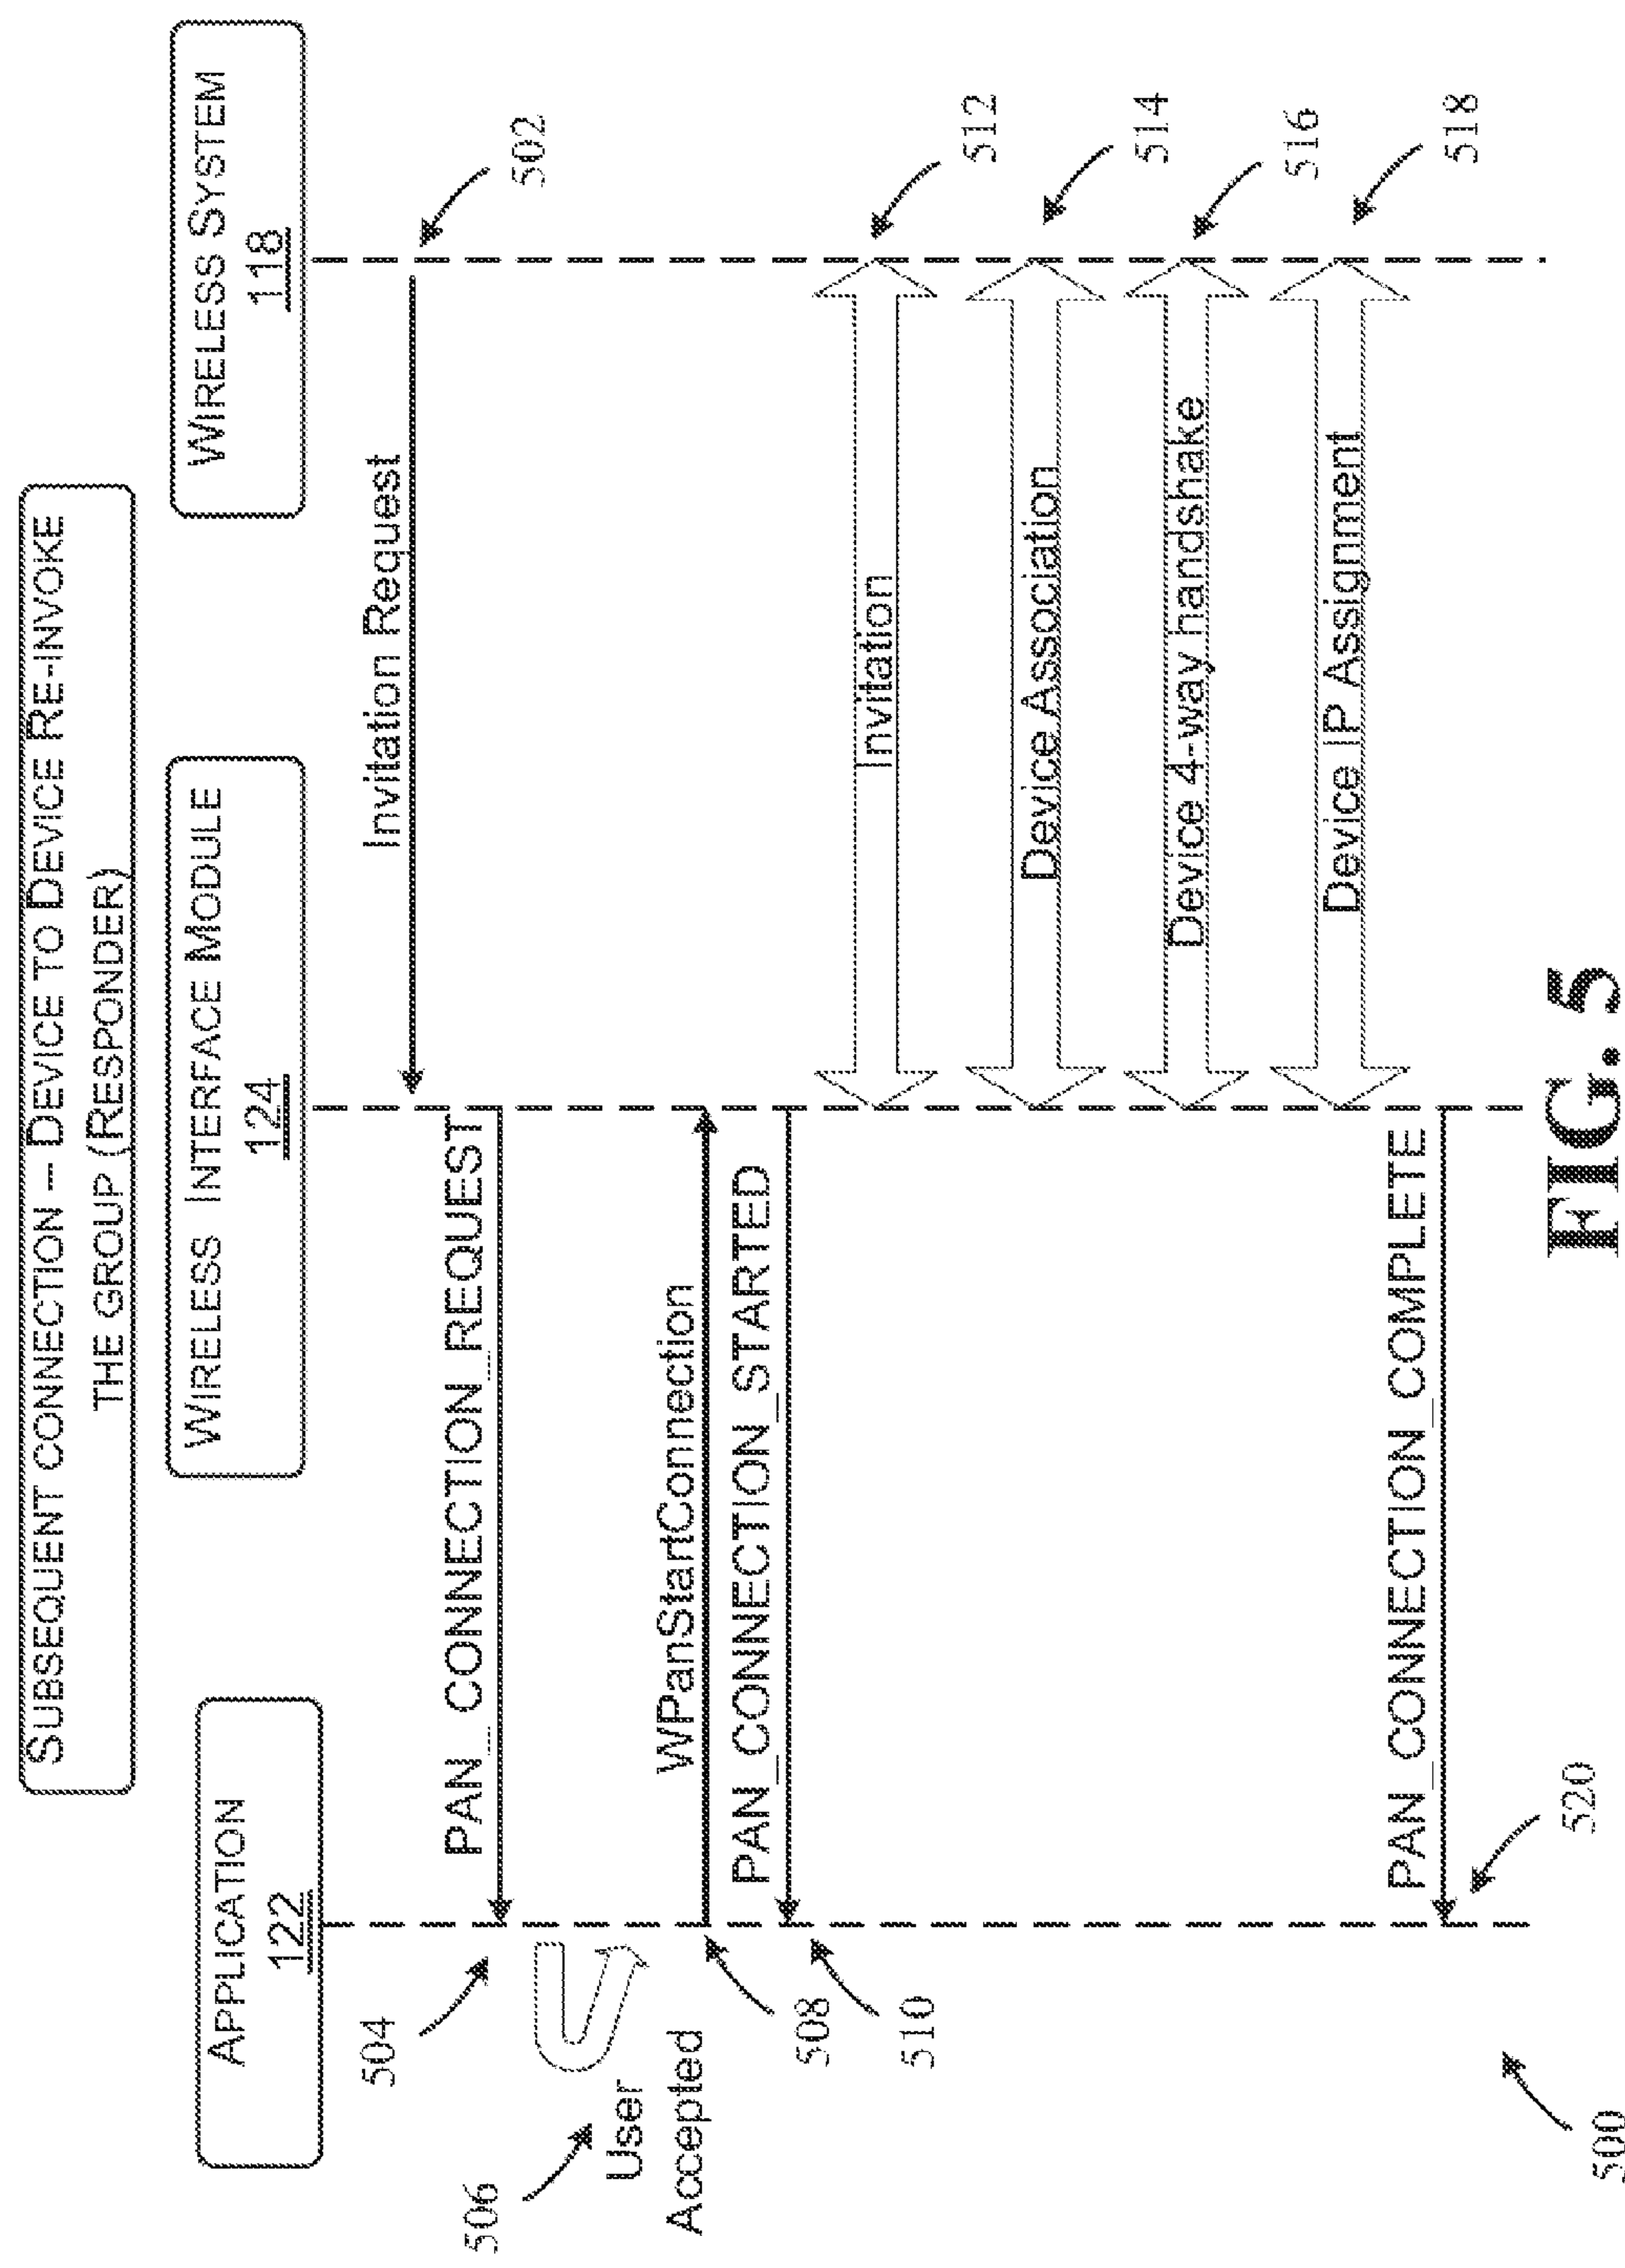 SUBSEQUENT CONNECTION – DEVICE TO DEVICE RE-INVOKE
THE GROUP (RESPONDER)
APPLICATION
122
WIRELESS INTERFACE MODULE
124
WIRELESS SYSTEM
118
Invitation Request
502
PAN_CONNECTION_REQUEST
504
506
User
Accepted
WPanStartConnection
508
PAN_CONNECTION_STARTED
510
Invitation
512
Device Association
514
Device 4-way handshake
516
Device IP Assignment
518
PAN_CONNECTION_COMPLETE
520
500
FIG. 5